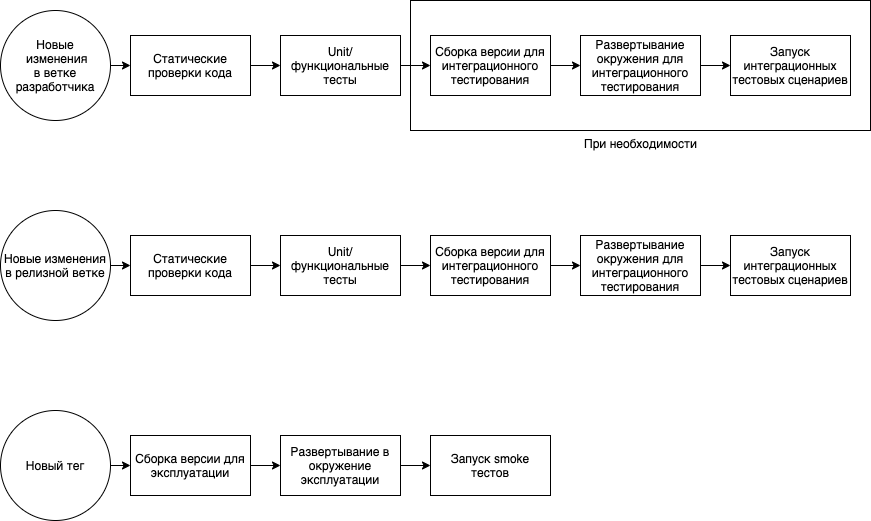 Новые
изменения
в ветке
разработчика
Статические
проверки кода
Unit/
функциональные
тесты
Сборка версии для
интеграционного
тестирования
Развертывание
окружения для
интеграционного
тестирования
Запуск
интеграционных
тестовых сценариев
При необходимости
Новые изменения
в релизной ветке
Статические
проверки кода
Unit/
функциональные
тесты
Сборка версии для
интеграционного
тестирования
Развертывание
окружения для
интеграционного
тестирования
Запуск
интеграционных
тестовых сценариев
Новый тег
Сборка версии для
эксплуатации
Развертывание в
окружение
эксплуатации
Запуск smoke
тестов